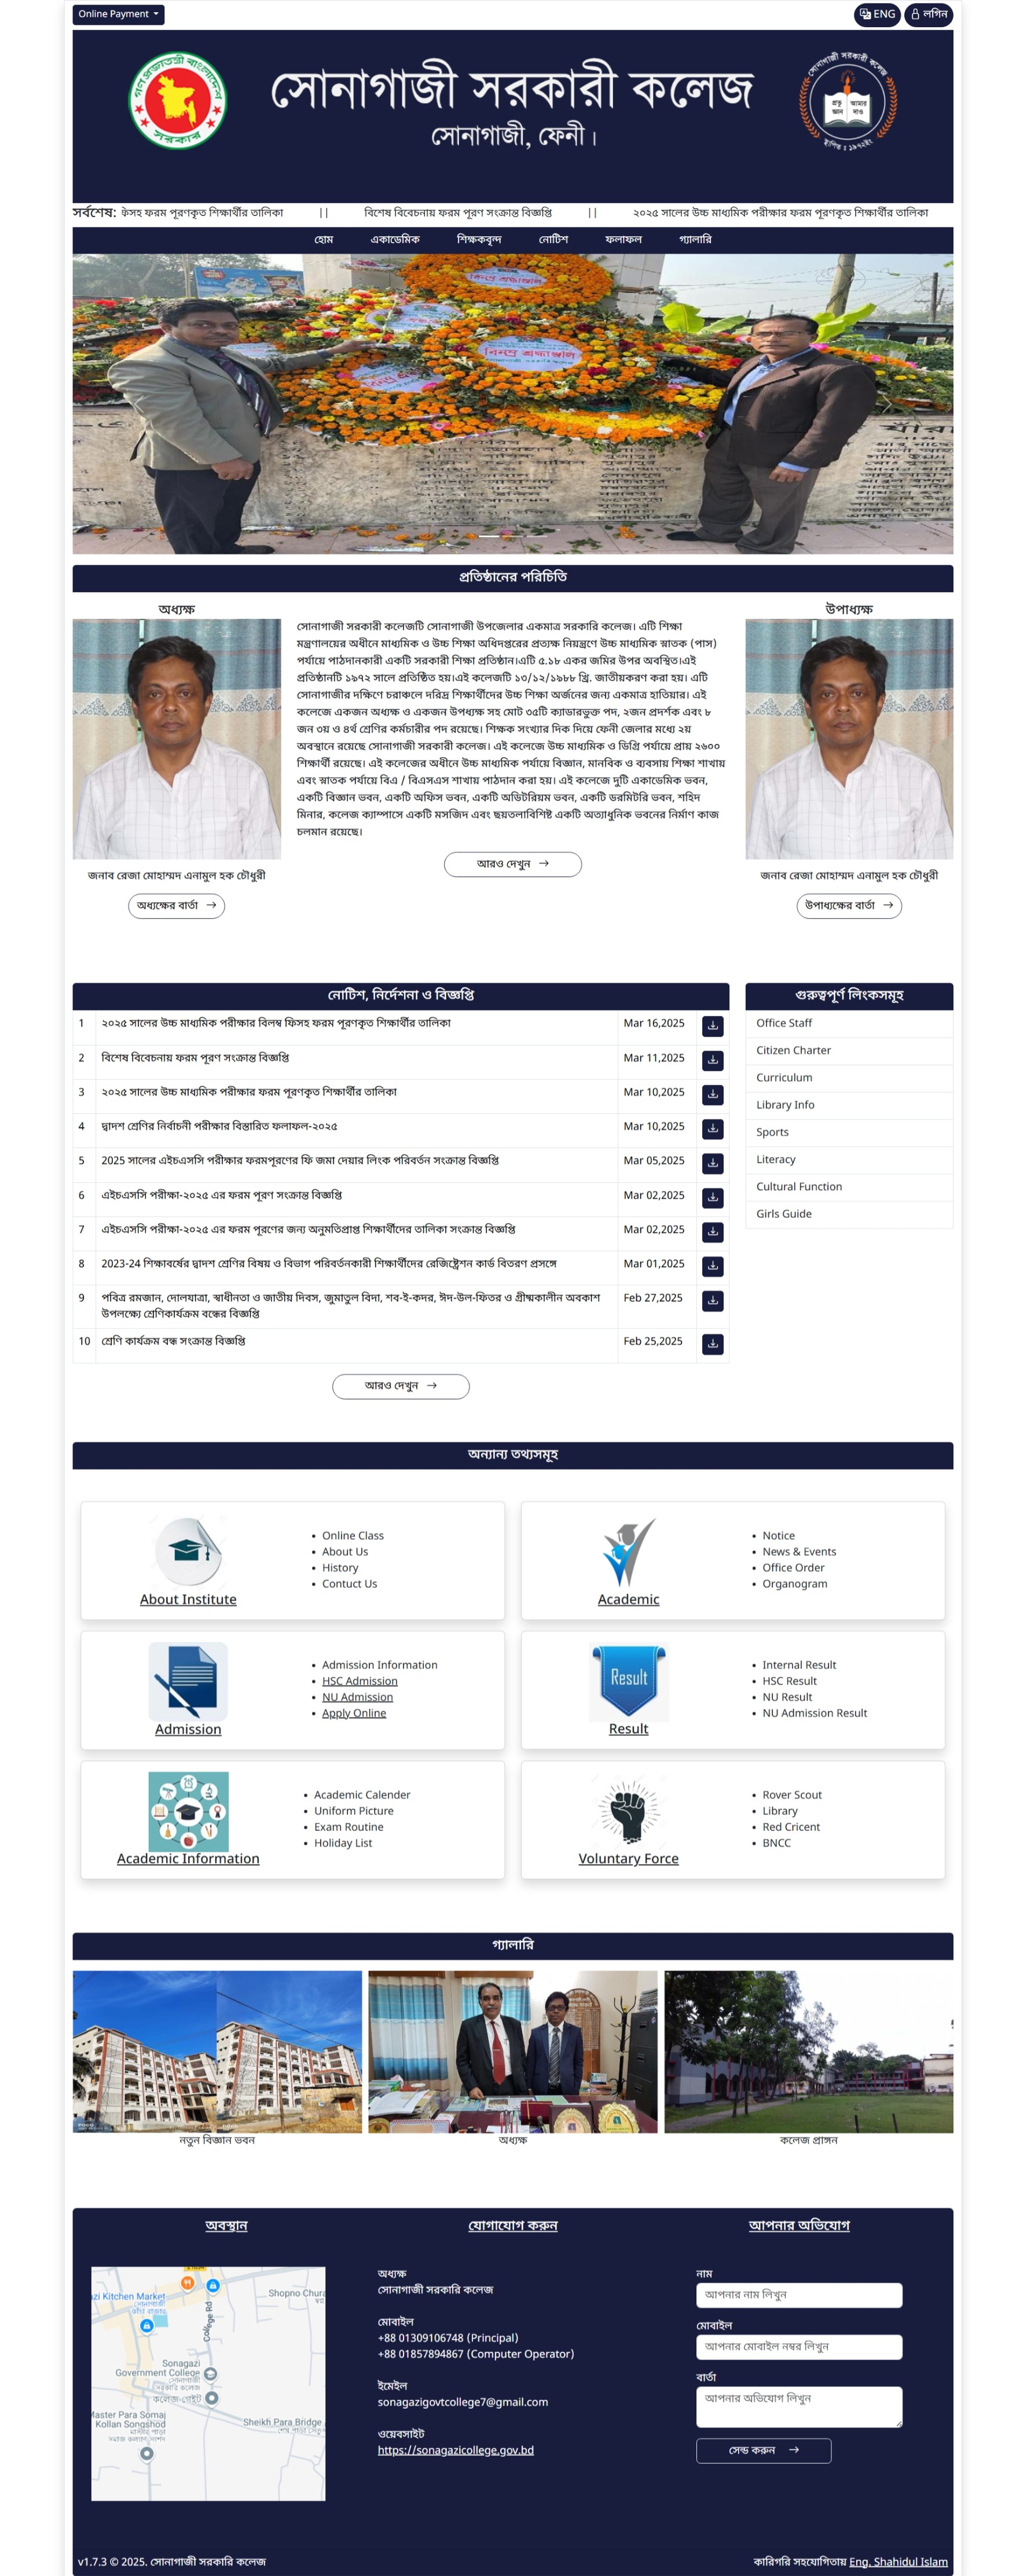 Online Payment
ENG
লগিন
গণপ্রজাতন্ত্রী বাংলাদেশ
সরকার
সোনাগাজী সরকারী কলেজ
সোনাগাজী, ফেনী।
সোনাগাজী সরকারী কলেজ
প্রভু আমার
জ্ঞান দাও
সর্বশেষ: ফিসহ ফরম পূরণকৃত শিক্ষার্থীর তালিকা || বিশেষ বিবেচনায় ফরম পূরণ সংক্রান্ত বিজ্ঞপ্তি || ২০২৫ সালের উচ্চ মাধ্যমিক পরীক্ষার ফরম পূরণকৃত শিক্ষার্থীর তালিকা
হোম একাডেমিক শিক্ষকবৃন্দ নোটিশ ফলাফল গ্যালারি
বিনম্র শ্রদ্ধাঞ্জলি
প্রতিষ্ঠানের পরিচিতি
অধ্যক্ষ
জনাব রেজা মোহাম্মদ এনামুল হক চৌধুরী
অধ্যক্ষের বার্তা →
সোনাগাজী সরকারী কলেজটি সোনাগাজী উপজেলার একমাত্র সরকারি কলেজ। এটি শিক্ষা
মন্ত্রণালয়ের অধীনে মাধ্যমিক ও উচ্চ শিক্ষা অধিদপ্তরের প্রত্যক্ষ নিয়ন্ত্রণে উচ্চ মাধ্যমিক স্নাতক (পাস)
পর্যায়ে পাঠদানকারী একটি সরকারী শিক্ষা প্রতিষ্ঠান।এটি ৫.১৮ একর জমির উপর অবস্থিত।এই
প্রতিষ্ঠানটি ১৯৭২ সালে প্রতিষ্ঠিত হয়।এই কলেজটি ১৩/১২/১৯৮৮ খ্রি. জাতীয়করণ করা হয়। এটি
সোনাগাজীর দক্ষিণে চরাঞ্চলে দরিদ্র শিক্ষার্থীদের উচ্চ শিক্ষা অর্জনের জন্য একমাত্র হাতিয়ার। এই
কলেজে একজন অধ্যক্ষ ও একজন উপধ্যক্ষ সহ মোট ৩৫টি ক্যাডারভুক্ত পদ, ২জন প্রদর্শক এবং ৮
জন ৩য় ও ৪র্থ শ্রেণির কর্মচারীর পদ রয়েছে। শিক্ষক সংখ্যার দিক দিয়ে ফেনী জেলার মধ্যে ২য়
অবস্থানে রয়েছে সোনাগাজী সরকারী কলেজ। এই কলেজে উচ্চ মাধ্যমিক ও ডিগ্রি পর্যায়ে প্রায় ২৬০০
শিক্ষার্থী রয়েছে। এই কলেজের অধীনে উচ্চ মাধ্যমিক পর্যায়ে বিজ্ঞান, মানবিক ও ব্যবসায় শিক্ষা শাখায়
এবং স্নাতক পর্যায়ে বিএ / বিএসএস শাখায় পাঠদান করা হয়। এই কলেজে দুটি একাডেমিক ভবন,
একটি বিজ্ঞান ভবন, একটি অফিস ভবন, একটি অডিটরিয়ম ভবন, একটি ডরমিটরি ভবন, শহিদ
মিনার, কলেজ ক্যাম্পাসে একটি মসজিদ এবং ছয়তলাবিশিষ্ট একটি অত্যাধুনিক ভবনের নির্মাণ কাজ
চলমান রয়েছে।
আরও দেখুন →
উপাধ্যক্ষ
জনাব রেজা মোহাম্মদ এনামুল হক চৌধুরী
উপাধ্যক্ষের বার্তা →
নোটিশ, নির্দেশনা ও বিজ্ঞপ্তি
1 ২০২৫ সালের উচ্চ মাধ্যমিক পরীক্ষার বিলম্ব ফিসহ ফরম পূরণকৃত শিক্ষার্থীর তালিকা Mar 16,2025
2 বিশেষ বিবেচনায় ফরম পূরণ সংক্রান্ত বিজ্ঞপ্তি Mar 11,2025
3 ২০২৫ সালের উচ্চ মাধ্যমিক পরীক্ষার ফরম পূরণকৃত শিক্ষার্থীর তালিকা Mar 10,2025
4 দ্বাদশ শ্রেণির নির্বাচনী পরীক্ষার বিস্তারিত ফলাফল-২০২৫ Mar 10,2025
5 2025 সালের এইচএসসি পরীক্ষার ফরমপূরণের ফি জমা দেয়ার লিংক পরিবর্তন সংক্রান্ত বিজ্ঞপ্তি Mar 05,2025
6 এইচএসসি পরীক্ষা-২০২৫ এর ফরম পূরণ সংক্রান্ত বিজ্ঞপ্তি Mar 02,2025
7 এইচএসসি পরীক্ষা-২০২৫ এর ফরম পূরণের জন্য অনুমতিপ্রাপ্ত শিক্ষার্থীদের তালিকা সংক্রান্ত বিজ্ঞপ্তি Mar 02,2025
8 2023-24 শিক্ষাবর্ষের দ্বাদশ শ্রেণির বিষয় ও বিভাগ পরিবর্তনকারী শিক্ষার্থীদের রেজিষ্ট্রেশন কার্ড বিতরণ প্রসঙ্গে Mar 01,2025
9 পবিত্র রমজান, দোলযাত্রা, স্বাধীনতা ও জাতীয় দিবস, জুমাতুল বিদা, শব-ই-কদর, ঈদ-উল-ফিতর ও গ্রীষ্মকালীন অবকাশ Feb 27,2025
উপলক্ষ্যে শ্রেণিকার্যক্রম বন্ধের বিজ্ঞপ্তি
10 শ্রেণি কার্যক্রম বন্ধ সংক্রান্ত বিজ্ঞপ্তি Feb 25,2025
আরও দেখুন →
গুরুত্বপূর্ণ লিংকসমূহ
Office Staff
Citizen Charter
Curriculum
Library Info
Sports
Literacy
Cultural Function
Girls Guide
অন্যান্য তথ্যসমূহ
About Institute
Online Class
About Us
History
Contuct Us
Academic
Notice
News & Events
Office Order
Organogram
Admission
Admission Information
HSC Admission
NU Admission
Apply Online
Result
Result
Internal Result
HSC Result
NU Result
NU Admission Result
Academic Information
Academic Calender
Uniform Picture
Exam Routine
Holiday List
Voluntary Force
Rover Scout
Library
Red Cricent
BNCC
গ্যালারি
নতুন বিজ্ঞান ভবন
অধ্যক্ষ
কলেজ প্রাঙ্গন
অবস্থান
zi Kitchen Market
College Rd
Shopno Chura
Sonagazi
Government College
সোনাগাজী
সরকারি কলেজ
কলেজ গেইট
Master Para Somaj
Kollan Songshod
Sheikh Para Bridge
যোগাযোগ করুন
অধ্যক্ষ
সোনাগাজী সরকারি কলেজ
মোবাইল
+88 01309106748 (Principal)
+88 01857894867 (Computer Operator)
ইমেইল
sonagazigovtcollege7@gmail.com
ওয়েবসাইট
https://sonagazicollege.gov.bd
আপনার অভিযোগ
নাম
আপনার নাম লিখুন
মোবাইল
আপনার মোবাইল নম্বর লিখুন
বার্তা
আপনার অভিযোগ লিখুন
সেন্ড করুন →
v1.7.3 © 2025. সোনাগাজী সরকারি কলেজ
কারিগরি সহযোগিতায় Eng. Shahidul Islam